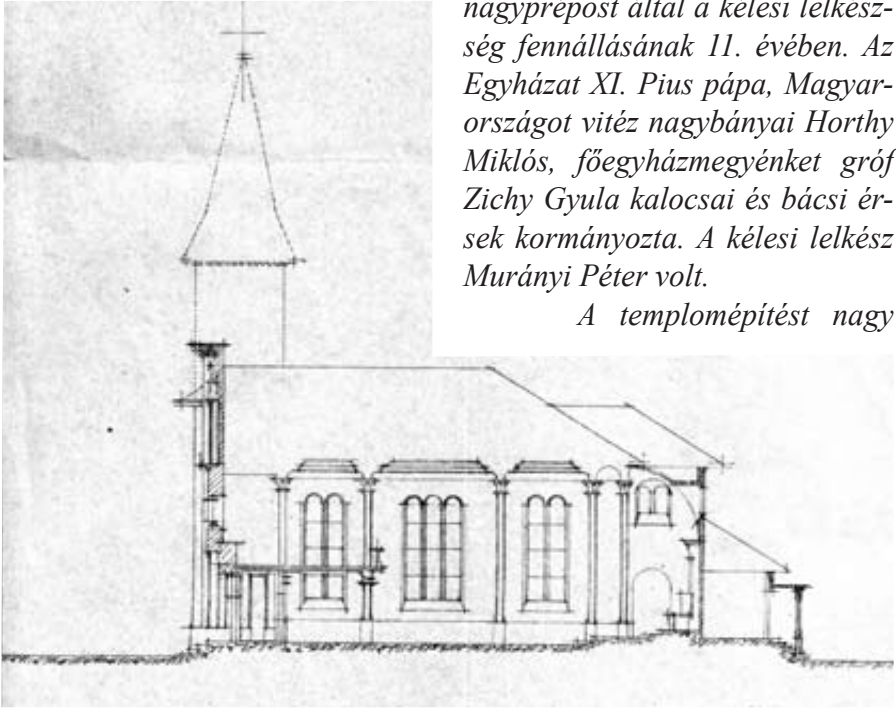 nagyprépost által a kélesi lelkész-
ség fennállásának 11. évében. Az
Egyházat XI. Pius pápa, Magyar-
országot vitéz nagybányai Horthy
Miklós, főegyházmegyénket gróf
Zichy Gyula kalocsai és bácsi ér-
sek kormányozta. A kélesi lelkész
Murányi Péter volt.
A templomépítést nagy